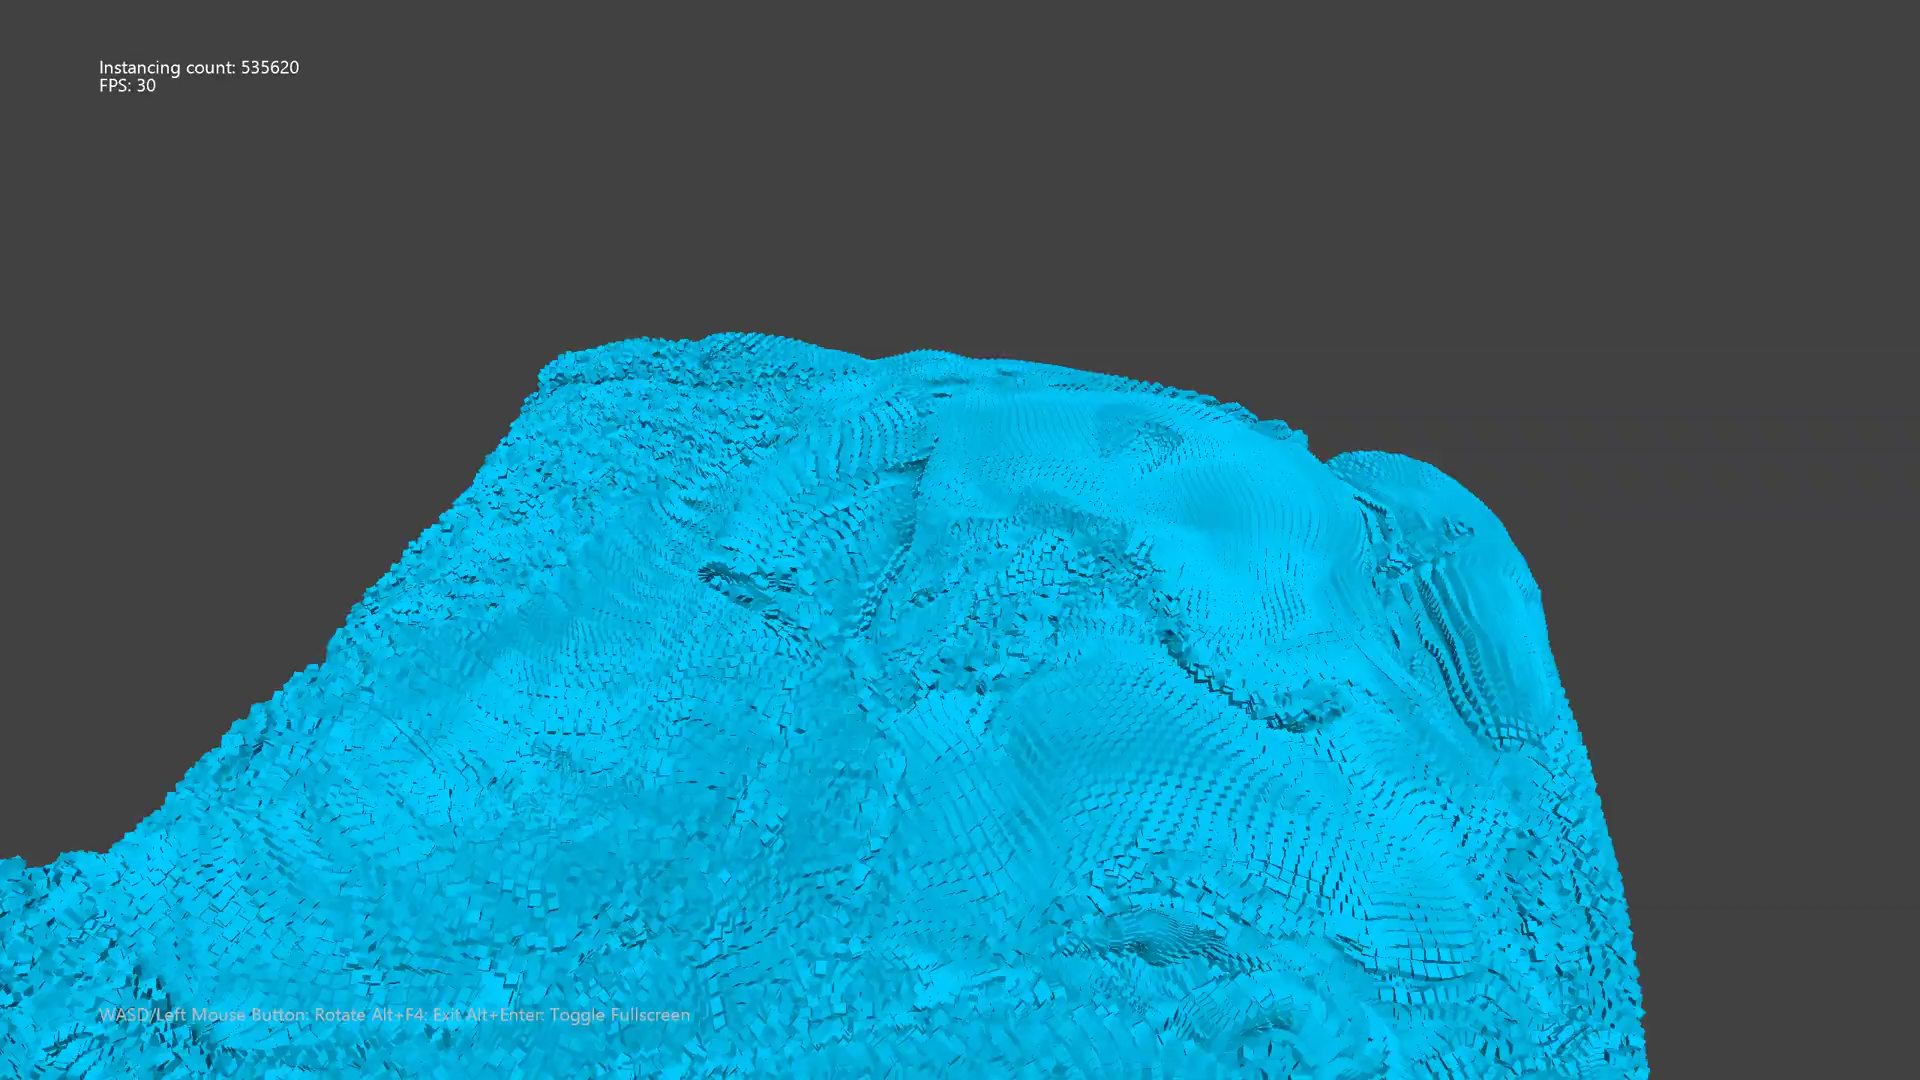 Instancing count: 535620
FPS: 30
WASD/Left Mouse Button: Rotate Alt+F4: Exit Alt+Enter: Toggle Fullscreen